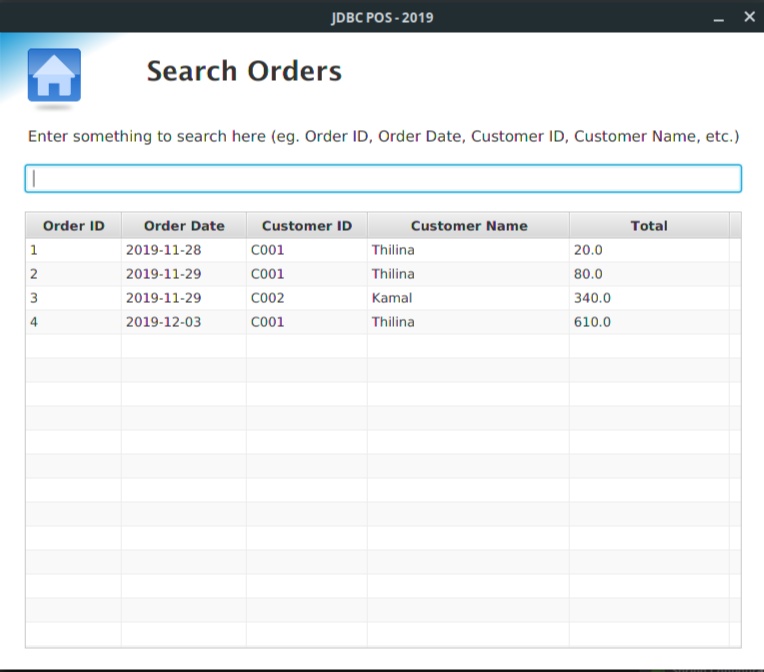 JDBC POS - 2019
Search Orders
Enter something to search here (eg. Order ID, Order Date, Customer ID, Customer Name, etc.)
Order ID Order Date Customer ID Customer Name Total
1 2019-11-28 C001 Thilina 20.0
2 2019-11-29 C001 Thilina 80.0
3 2019-11-29 C002 Kamal 340.0
4 2019-12-03 C001 Thilina 610.0